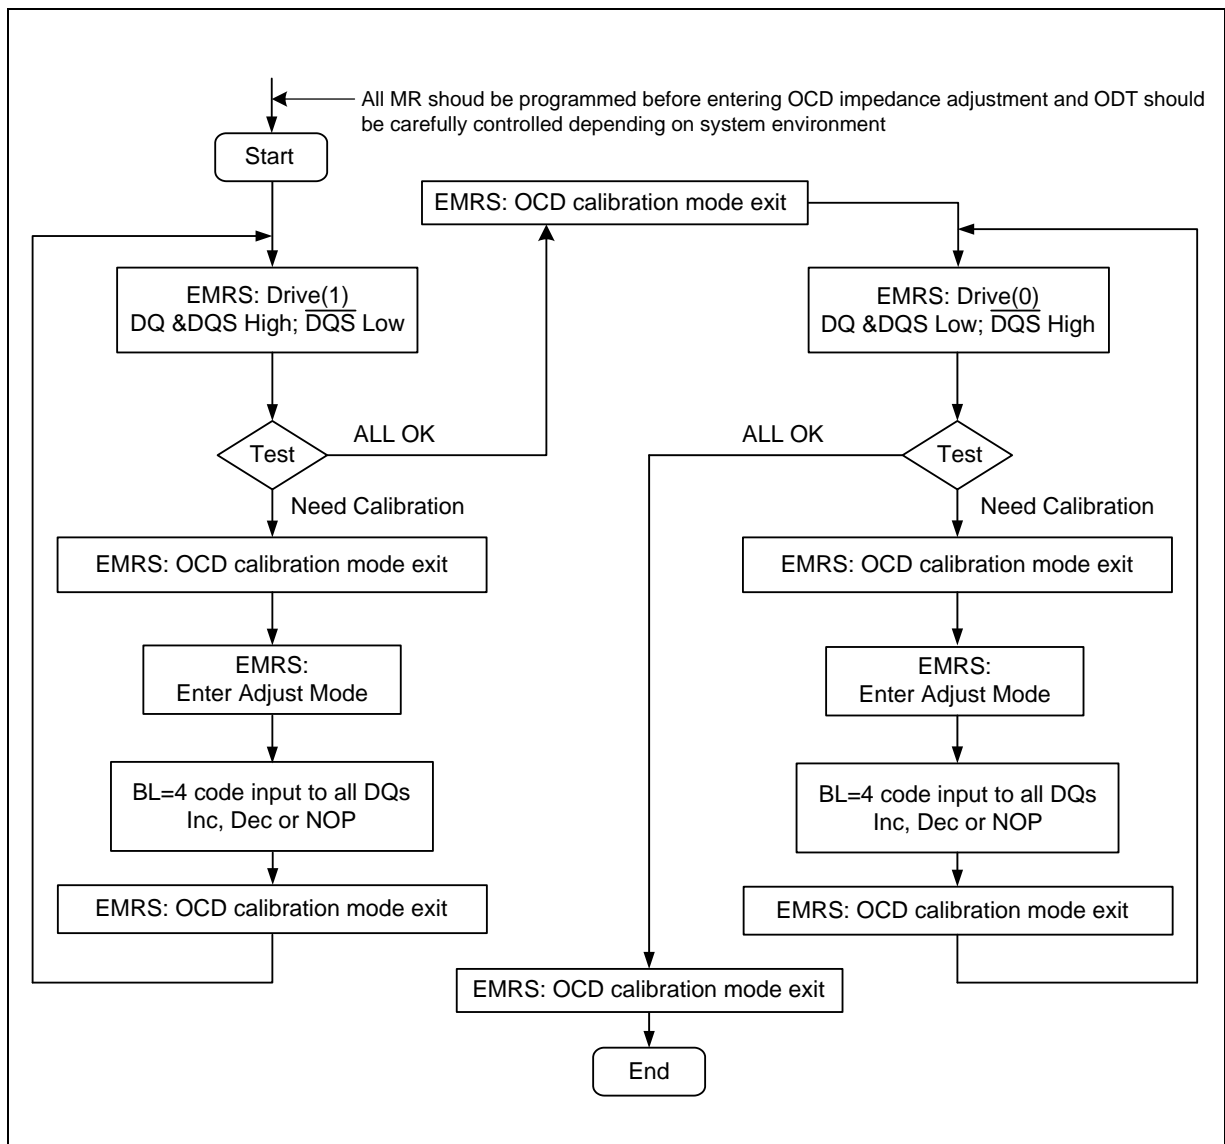 All MR shoud be programmed before entering OCD impedance adjustment and ODT should
be carefully controlled depending on system environment
Start
EMRS: OCD calibration mode exit
EMRS: Drive(1)
DQ &DQS High; D̅Q̅S̅ Low
Test
ALL OK
Need Calibration
EMRS: OCD calibration mode exit
EMRS:
Enter Adjust Mode
BL=4 code input to all DQs
Inc, Dec or NOP
EMRS: OCD calibration mode exit
EMRS: Drive(0)
DQ &DQS Low; D̅Q̅S̅ High
Test
ALL OK
Need Calibration
EMRS: OCD calibration mode exit
EMRS:
Enter Adjust Mode
BL=4 code input to all DQs
Inc, Dec or NOP
EMRS: OCD calibration mode exit
EMRS: OCD calibration mode exit
End